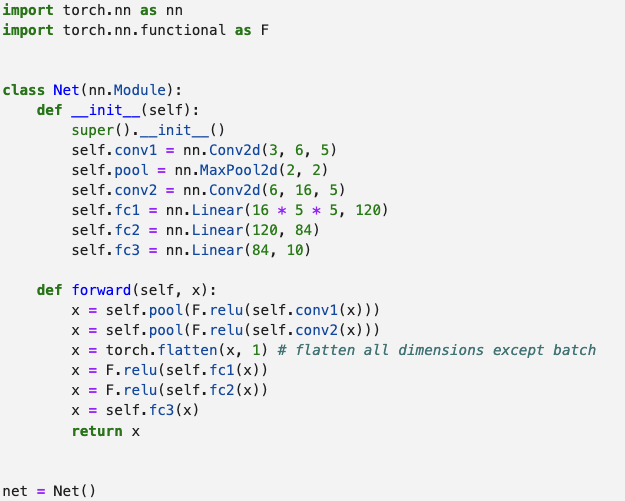 import torch.nn as nn
import torch.nn.functional as F
class Net(nn.Module):
    def __init__(self):
        super().__init__()
        self.conv1 = nn.Conv2d(3, 6, 5)
        self.pool = nn.MaxPool2d(2, 2)
        self.conv2 = nn.Conv2d(6, 16, 5)
        self.fc1 = nn.Linear(16 * 5 * 5, 120)
        self.fc2 = nn.Linear(120, 84)
        self.fc3 = nn.Linear(84, 10)
    def forward(self, x):
        x = self.pool(F.relu(self.conv1(x)))
        x = self.pool(F.relu(self.conv2(x)))
        x = torch.flatten(x, 1) # flatten all dimensions except batch
        x = F.relu(self.fc1(x))
        x = F.relu(self.fc2(x))
        x = self.fc3(x)
        return x
net = Net()